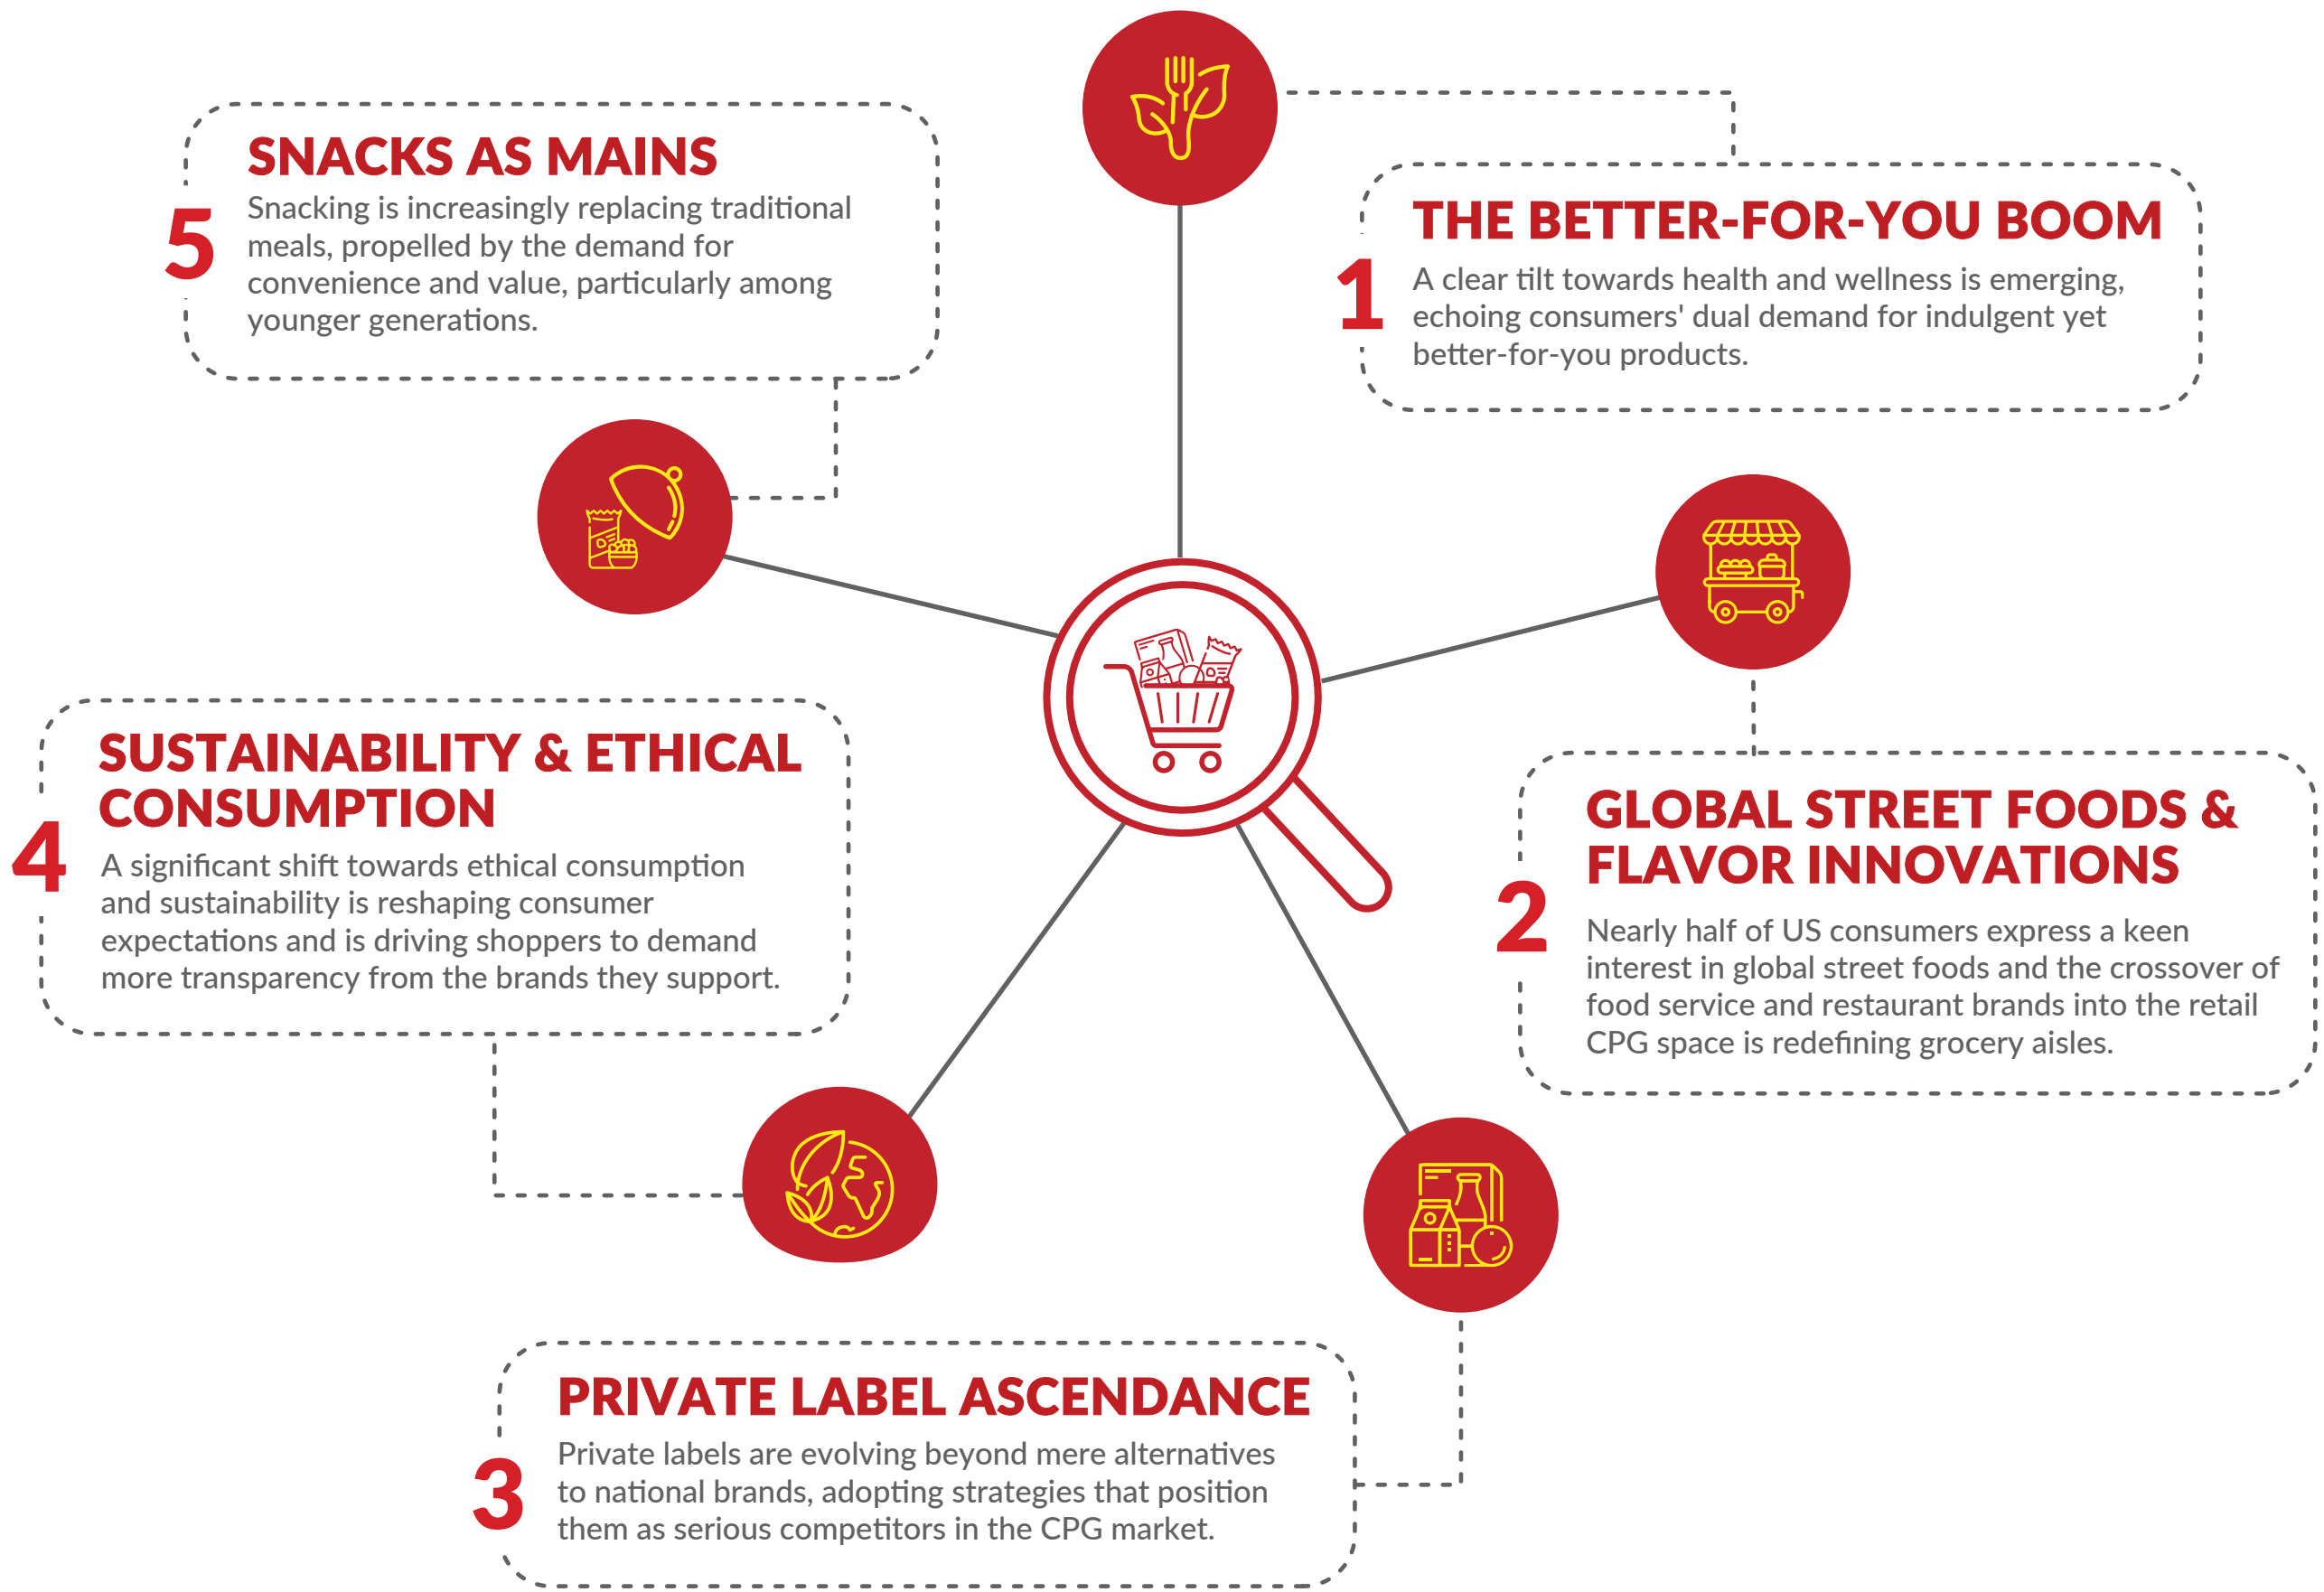 1
THE BETTER-FOR-YOU BOOM
A clear tilt towards health and wellness is emerging,
echoing consumers' dual demand for indulgent yet
better-for-you products.
2
GLOBAL STREET FOODS &
FLAVOR INNOVATIONS
Nearly half of US consumers express a keen
interest in global street foods and the crossover of
food service and restaurant brands into the retail
CPG space is redefining grocery aisles.
3
PRIVATE LABEL ASCENDANCE
Private labels are evolving beyond mere alternatives
to national brands, adopting strategies that position
them as serious competitors in the CPG market.
4
SUSTAINABILITY & ETHICAL
CONSUMPTION
A significant shift towards ethical consumption
and sustainability is reshaping consumer
expectations and is driving shoppers to demand
more transparency from the brands they support.
5
SNACKS AS MAINS
Snacking is increasingly replacing traditional
meals, propelled by the demand for
convenience and value, particularly among
younger generations.